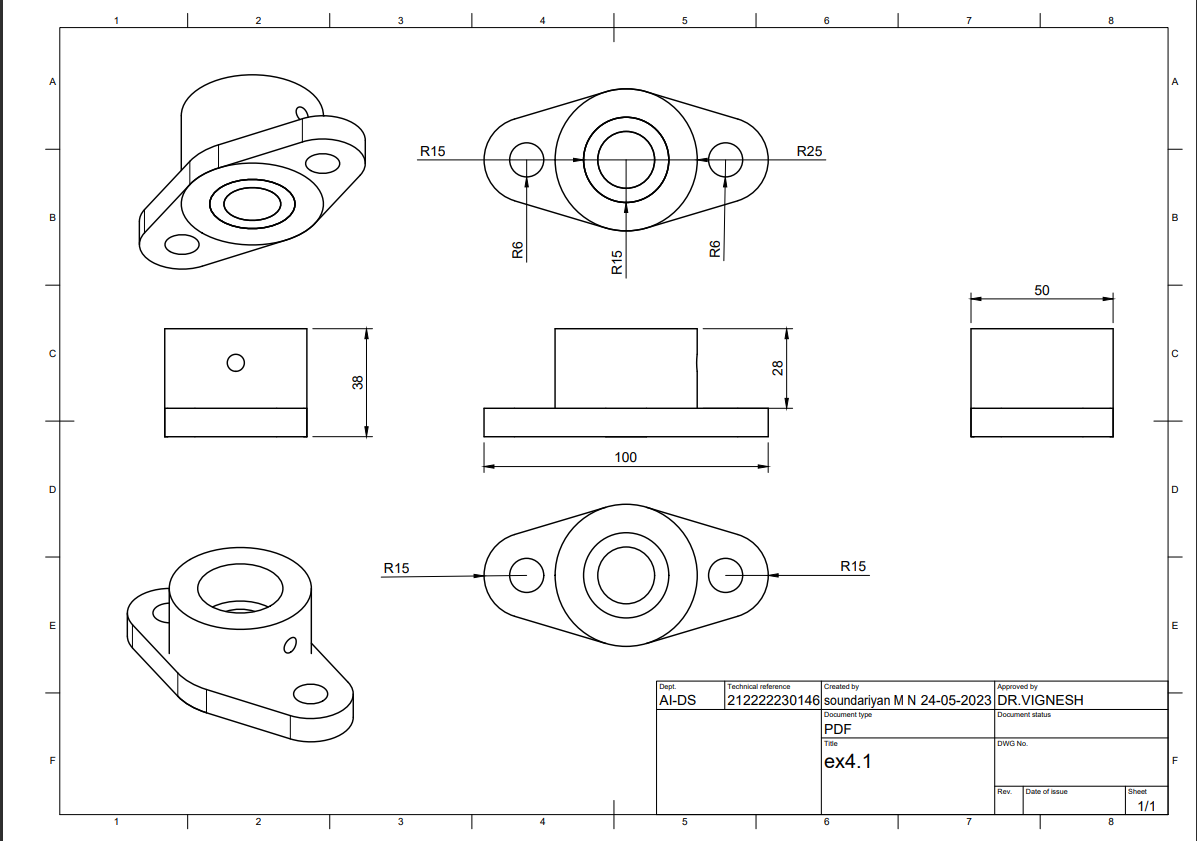 1 2 3 4 5 6 7 8
A A
R15 R25
B B
R6 R15 R6
50
C C
38 28
100
D D
R15 R15
E E
Dept. Technical reference Created by Approved by
AI-DS 212222230146 soundariyan M N 24-05-2023 DR.VIGNESH
Document type Document status
PDF
Title DWG No.
ex4.1
F F
Rev. Date of issue Sheet
1/1
1 2 3 4 5 6 7 8